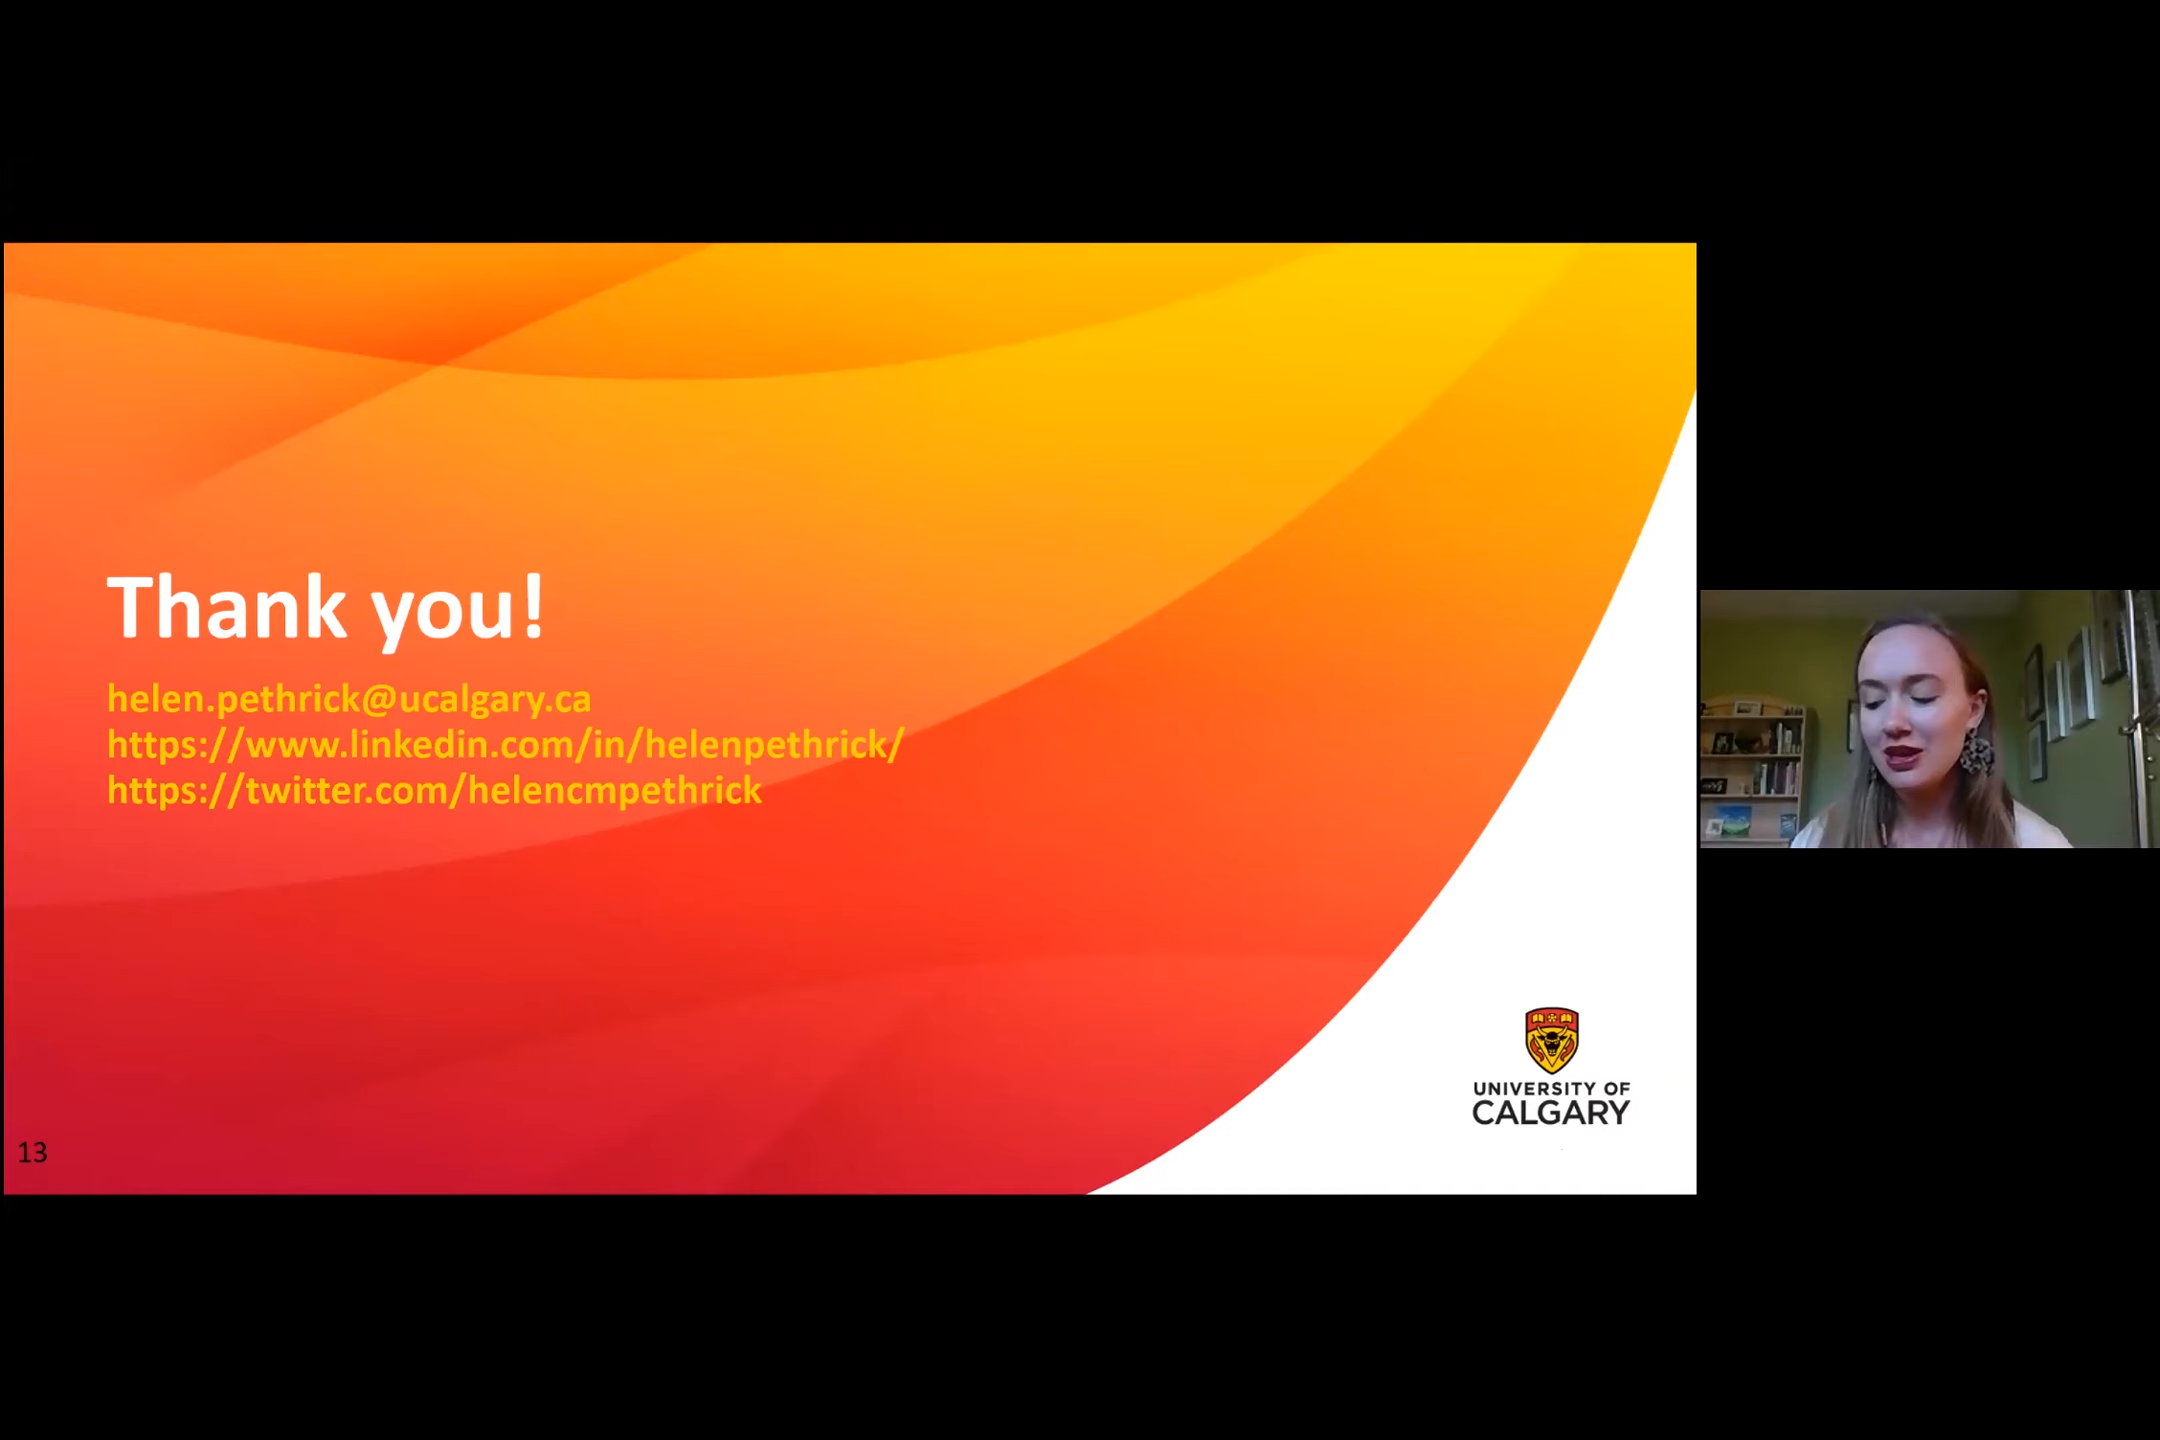 Thank you!
helen.pethrick@ucalgary.ca
https://www.linkedin.com/in/helenpethrick/
https://twitter.com/helencmpethrick
UNIVERSITY OF
CALGARY
13